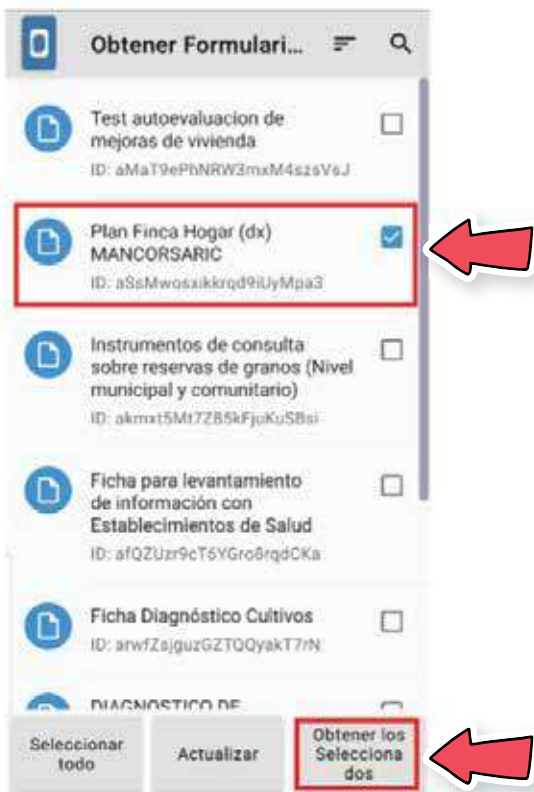 Obtener Formulari...
Test autoevaluacion de
mejoras de vivienda
ID: aMaT9ePhNRW3mxM4szsVsJ
Plan Finca Hogar (dx)
MANCORSARIC
ID: aSsMwosxikkrqd9iUyMpa3
Instrumentos de consulta
sobre reservas de granos (Nivel
municipal y comunitario)
ID: akmxt5Mt7Z85kFjuKuSBsi
Ficha para levantamiento
de información con
Establecimientos de Salud
ID: afQZUzr9cT6YGro8rqdCKa
Ficha Diagnóstico Cultivos
ID: arwfZsjguzGZTQQyakT7rN
DIAGNOSTICO DE
Seleccionar
todo
Actualizar
Obtener los
Selecciona
dos